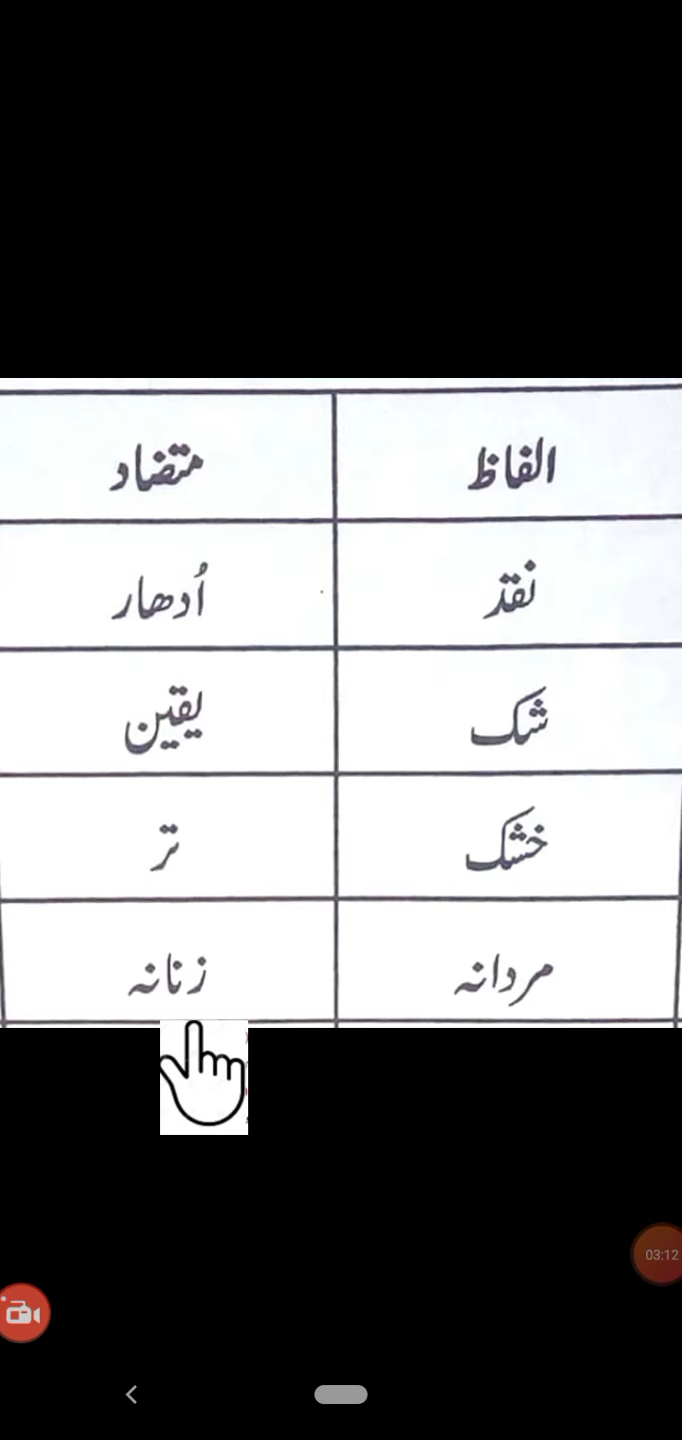 الفاظ متضاد
نقد اُدھار
شک یقین
خشک تر
مردانہ زنانہ
03:12